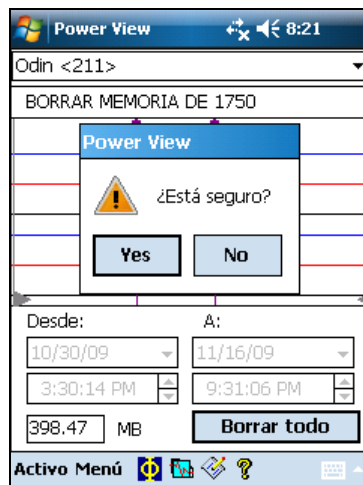 Power View 8:21
Odin <211>
BORRAR MEMORIA DE 1750
Power View
¿Está seguro?
Yes No
Desde: A:
10/30/09 11/16/09
3:30:14 PM 9:31:06 PM
398.47 MB Borrar todo
Activo Menú